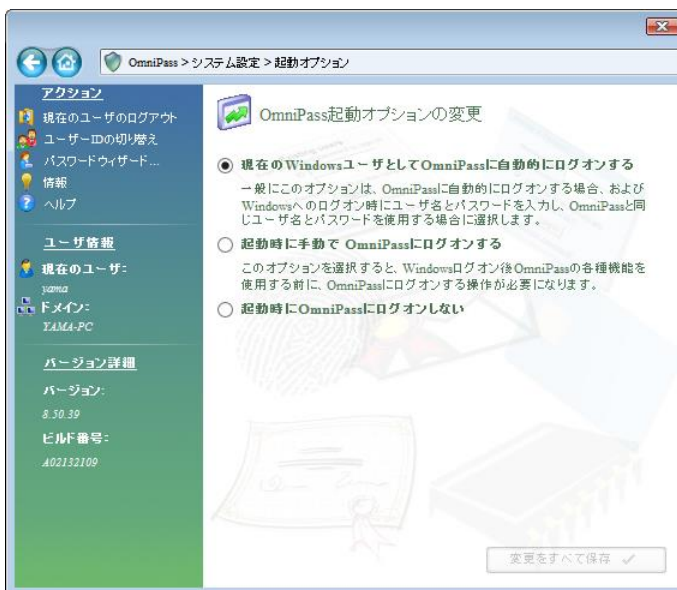 OmniPass > システム設定 > 起動オプション
アクション
現在のユーザのログアウト
ユーザーIDの切り替え
パスワードウィザード...
情報
ヘルプ
ユーザ情報
現在のユーザ:
yama
ドメイン:
YAMA-PC
バージョン詳細
バージョン:
8.50.39
ビルド番号:
A02132109
OmniPass起動オプションの変更
現在のWindowsユーザとしてOmniPassに自動的にログオンする
一般にこのオプションは、OmniPassに自動的にログオンする場合、および
Windowsへのログオン時にユーザ名とパスワードを入力し、OmniPassと同
じユーザ名とパスワードを使用する場合に選択します。
起動時に手動で OmniPassにログオンする
このオプションを選択すると、Windowsログオン後OmniPassの各種機能を
使用する前に、OmniPassにログオンする操作が必要になります。
起動時にOmniPassにログオンしない
変更をすべて保存